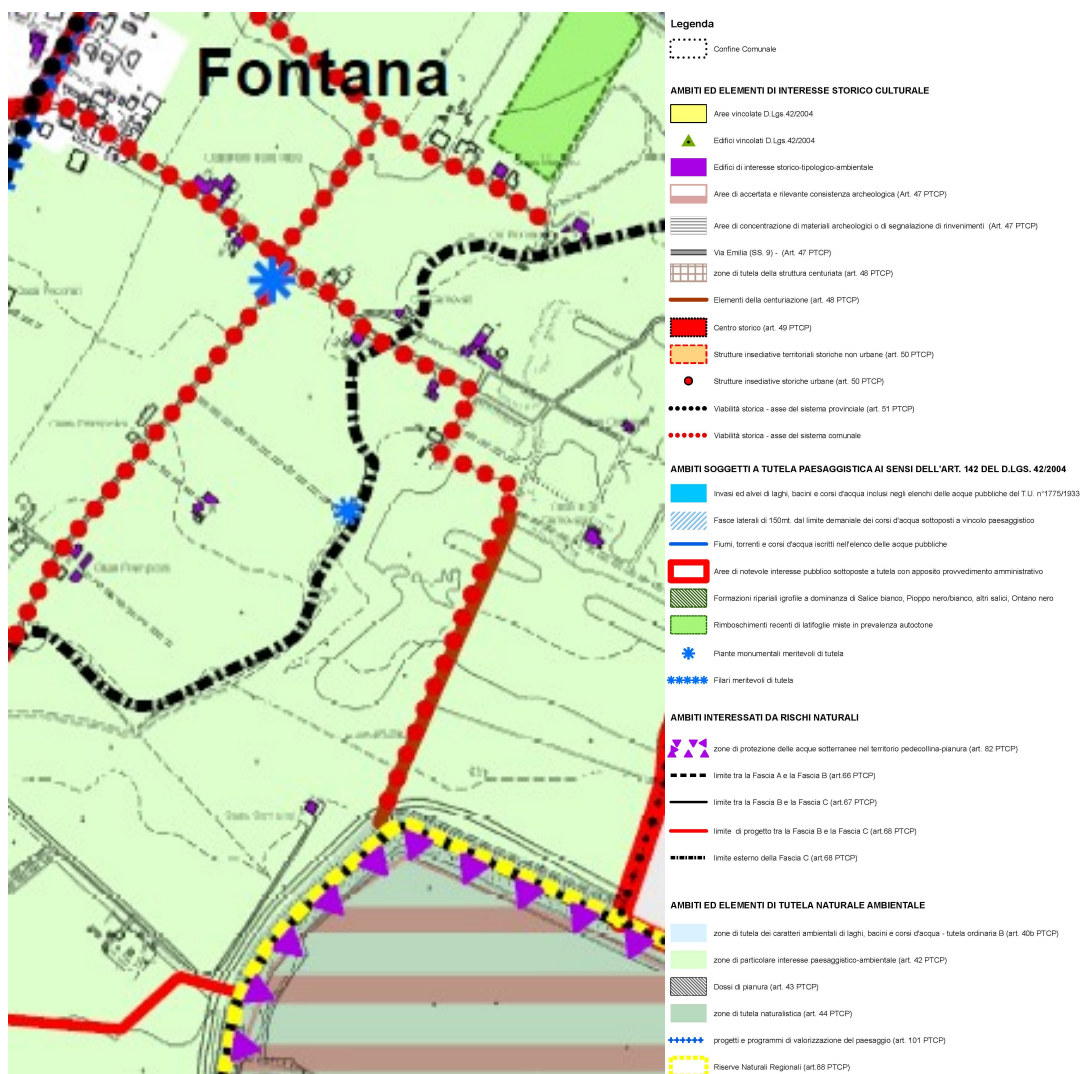 Fontana
Legenda
Confine Comunale
AMBITI ED ELEMENTI DI INTERESSE STORICO CULTURALE
Aree vincolate D.Lgs.42/2004
Edifici vincolati D.Lgs.42/2004
Edifici di interesse storico-tipologico-ambientale
Aree di accertata e rilevante consistenza archeologica (Art. 47 PTCP)
Aree di concentrazione di materiali archeologici o di segnalazione di rinvenimenti (Art. 47 PTCP)
Via Emilia (SS. 9) - (Art. 47 PTCP)
zone di tutela della struttura centuriata (art. 48 PTCP)
Elementi della centuriazione (art. 48 PTCP)
Centro storico (art. 49 PTCP)
Strutture insediative territoriali storiche non urbane (art. 50 PTCP)
Strutture insediative storiche urbane (art. 50 PTCP)
Viabilità storica - asse del sistema provinciale (art. 51 PTCP)
Viabilità storica - asse del sistema comunale
AMBITI SOGGETTI A TUTELA PAESAGGISTICA AI SENSI DELL'ART. 142 DEL D.LGS. 42/2004
Invasi ed alvei di laghi, bacini e corsi d'acqua inclusi negli elenchi delle acque pubbliche del T.U. n°1775/1933
Fasce laterali di 150mt. dal limite demaniale dei corsi d'acqua sottoposti a vincolo paesaggistico
Fiumi, torrenti e corsi d'acqua iscritti nell'elenco delle acque pubbliche
Aree di notevole interesse pubblico sottoposte a tutela con apposito provvedimento amministrativo
Formazioni ripariali igrofile a dominanza di Salice bianco, Pioppo nero/bianco, altri salici, Ontano nero
Rimboschimenti recenti di latifoglie miste in prevalenza autoctone
Piante monumentali meritevoli di tutela
Filari meritevoli di tutela
AMBITI INTERESSATI DA RISCHI NATURALI
zone di protezione delle acque sotterranee nel territorio pedecollina-pianura (art. 82 PTCP)
limite tra la Fascia A e la Fascia B (art.66 PTCP)
limite tra la Fascia B e la Fascia C (art.67 PTCP)
limite di progetto tra la Fascia B e la Fascia C (art.68 PTCP)
limite esterno della Fascia C (art.68 PTCP)
AMBITI ED ELEMENTI DI TUTELA NATURALE AMBIENTALE
zone di tutela dei caratteri ambientali di laghi, bacini e corsi d'acqua - tutela ordinaria B (art. 40b PTCP)
zone di particolare interesse paesaggistico-ambientale (art. 42 PTCP)
Dossi di pianura (art. 43 PTCP)
zone di tutela naturalistica (art. 44 PTCP)
progetti e programmi di valorizzazione del paesaggio (art. 101 PTCP)
Riserve Naturali Regionali (art.88 PTCP)